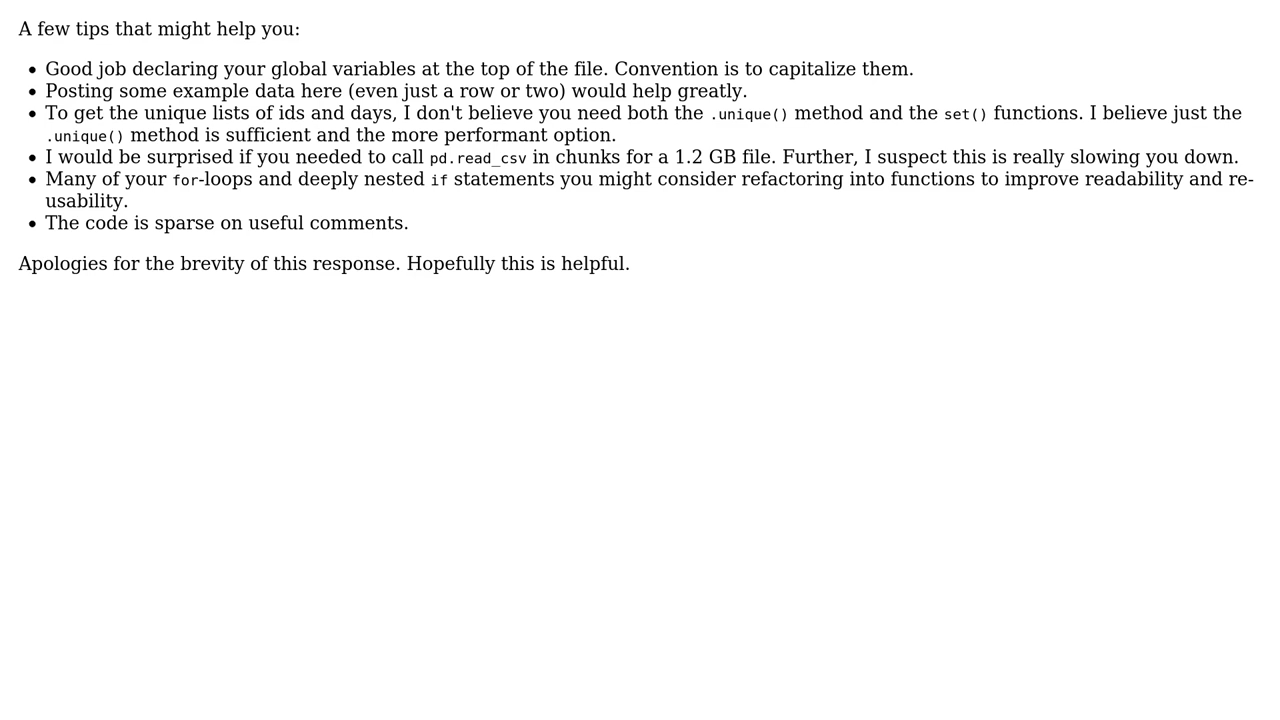 A few tips that might help you:
• Good job declaring your global variables at the top of the file. Convention is to capitalize them.
• Posting some example data here (even just a row or two) would help greatly.
• To get the unique lists of ids and days, I don't believe you need both the .unique() method and the set() functions. I believe just the
.unique() method is sufficient and the more performant option.
• I would be surprised if you needed to call pd.read_csv in chunks for a 1.2 GB file. Further, I suspect this is really slowing you down.
• Many of your for-loops and deeply nested if statements you might consider refactoring into functions to improve readability and re-
usability.
• The code is sparse on useful comments.
Apologies for the brevity of this response. Hopefully this is helpful.